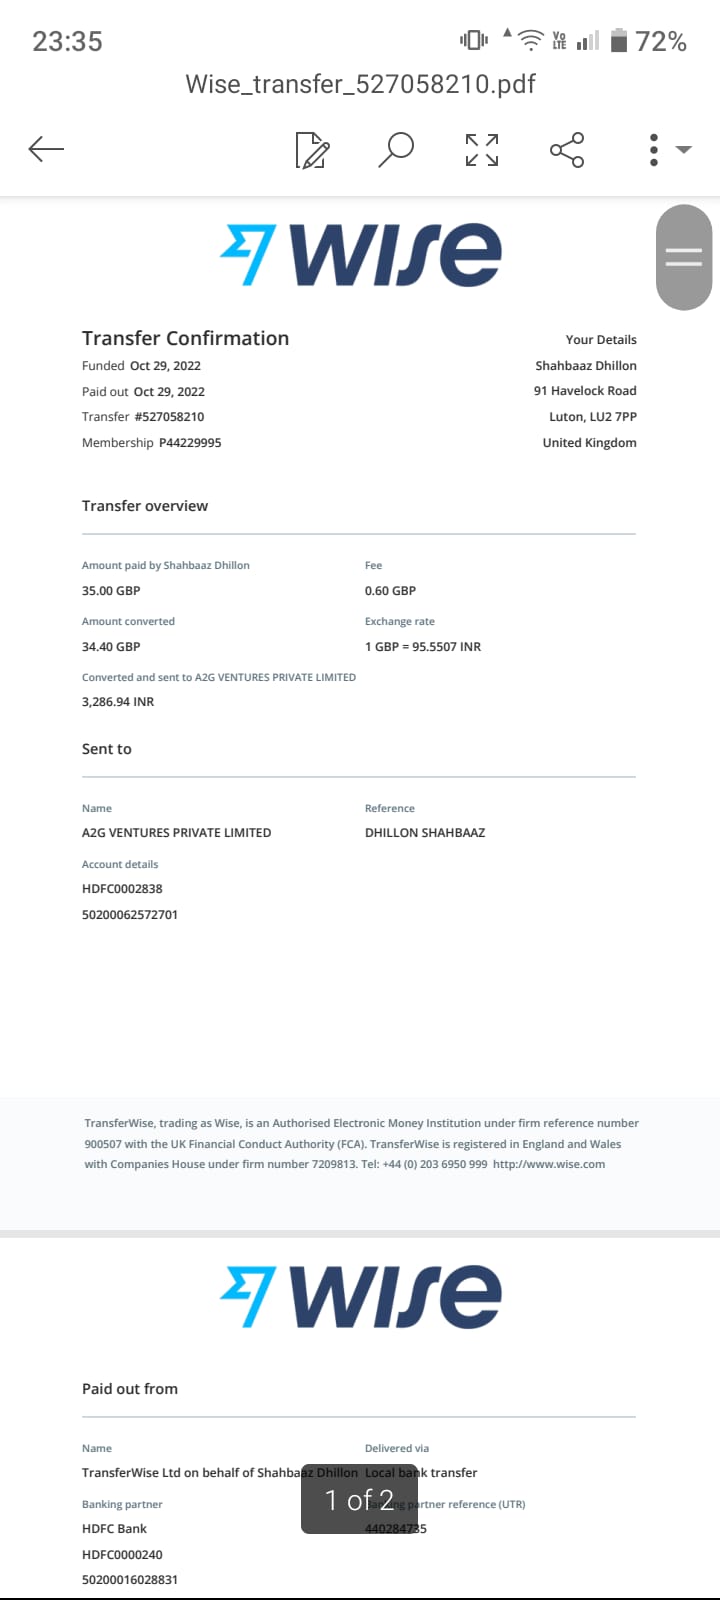 23:35
VO LTE 72%
Wise_transfer_527058210.pdf
WISE
Transfer Confirmation
Funded Oct 29, 2022
Paid out Oct 29, 2022
Transfer #527058210
Membership P44229995
Your Details
Shahbaaz Dhillon
91 Havelock Road
Luton, LU2 7PP
United Kingdom
Transfer overview
Amount paid by Shahbaaz Dhillon
35.00 GBP
Fee
0.60 GBP
Amount converted
34.40 GBP
Exchange rate
1 GBP = 95.5507 INR
Converted and sent to A2G VENTURES PRIVATE LIMITED
3,286.94 INR
Sent to
Name
A2G VENTURES PRIVATE LIMITED
Reference
DHILLON SHAHBAAZ
Account details
HDFC0002838
50200062572701
TransferWise, trading as Wise, is an Authorised Electronic Money Institution under firm reference number
900507 with the UK Financial Conduct Authority (FCA). TransferWise is registered in England and Wales
with Companies House under firm number 7209813. Tel: +44 (0) 203 6950 999 http://www.wise.com
WISE
Paid out from
Name
TransferWise Ltd on behalf of Shahbaaz Dhillon
Delivered via
Local bank transfer
Banking partner
HDFC Bank
HDFC0000240
50200016028831
Banking partner reference (UTR)
440284735
1 of 2